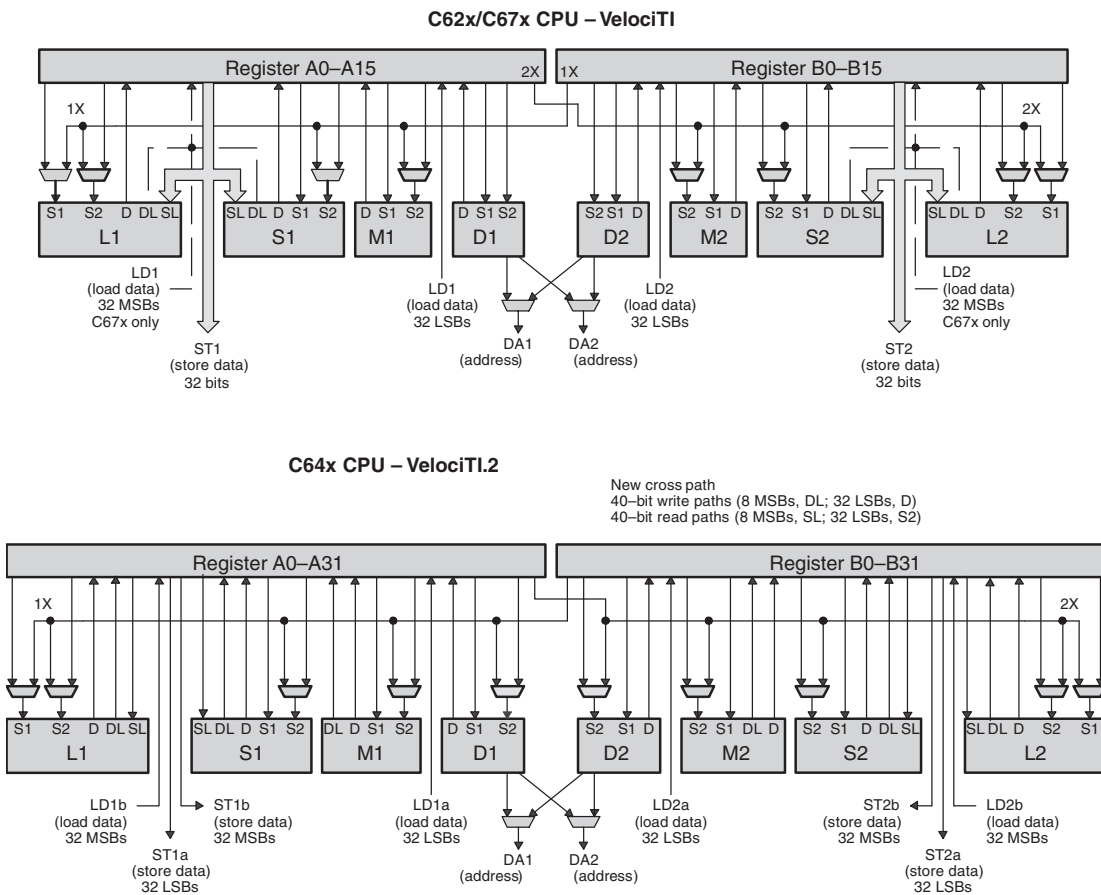 C62x/C67x CPU – VelociTI
Register A0–A15
2X
1X
Register B0–B15
1X
2X
S1 S2 D DL SL
SL DL D S1 S2
D S1 S2
D S1 S2
S2 S1 D
S2 S1 D
S2 S1 D DL SL
SL DL D S2 S1
L1
S1
M1
D1
D2
M2
S2
L2
LD1
(load data)
32 MSBs
C67x only
ST1
(store data)
32 bits
LD1
(load data)
32 LSBs
DA1
(address)
DA2
(address)
LD2
(load data)
32 LSBs
LD2
(load data)
32 MSBs
C67x only
ST2
(store data)
32 bits
C64x CPU – VelociTI.2
New cross path
40–bit write paths (8 MSBs, DL; 32 LSBs, D)
40–bit read paths (8 MSBs, SL; 32 LSBs, S2)
Register A0–A31
Register B0–B31
1X
2X
S1 S2 D DL SL
SL DL D S1 S2
DL D S1 S2
D S1 S2
S2 S1 D
S2 S1 DL D
S2 S1 D DL SL
SL DL D S2 S1
L1
S1
M1
D1
D2
M2
S2
L2
LD1b
(load data)
32 MSBs
ST1b
(store data)
32 MSBs
ST1a
(store data)
32 LSBs
LD1a
(load data)
32 LSBs
DA1
(address)
DA2
(address)
LD2a
(load data)
32 LSBs
ST2b
(store data)
32 MSBs
LD2b
(load data)
32 MSBs
ST2a
(store data)
32 LSBs